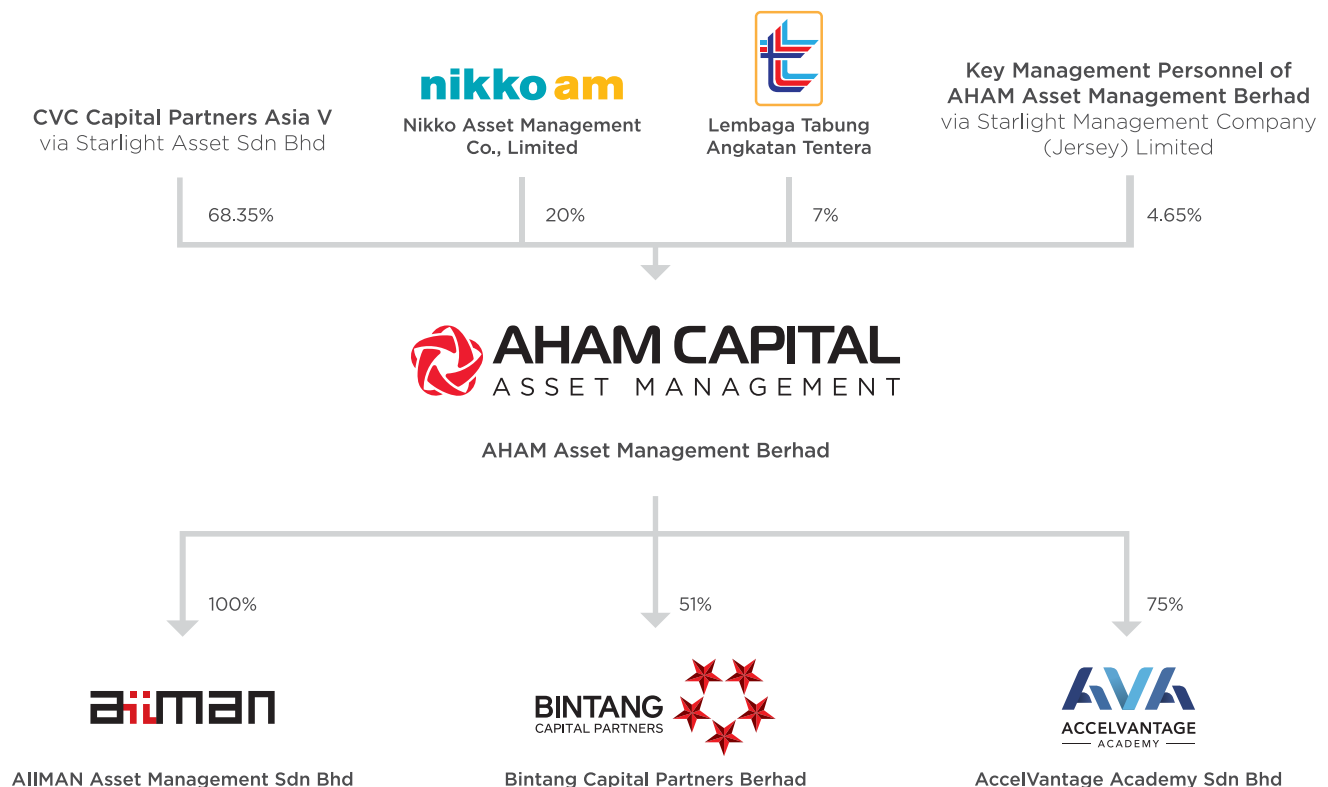 CVC Capital Partners Asia V
via Starlight Asset Sdn Bhd
nikko am
Nikko Asset Management
Co., Limited
Lembaga Tabung
Angkatan Tentera
Key Management Personnel of
AHAM Asset Management Berhad
via Starlight Management Company
(Jersey) Limited
68.35%
20%
7%
4.65%
AHAM CAPITAL
ASSET MANAGEMENT
AHAM Asset Management Berhad
100%
51%
75%
aiiman
BINTANG
CAPITAL PARTNERS
AVA
ACCELVANTAGE
ACADEMY
AIIMAN Asset Management Sdn Bhd
Bintang Capital Partners Berhad
AccelVantage Academy Sdn Bhd